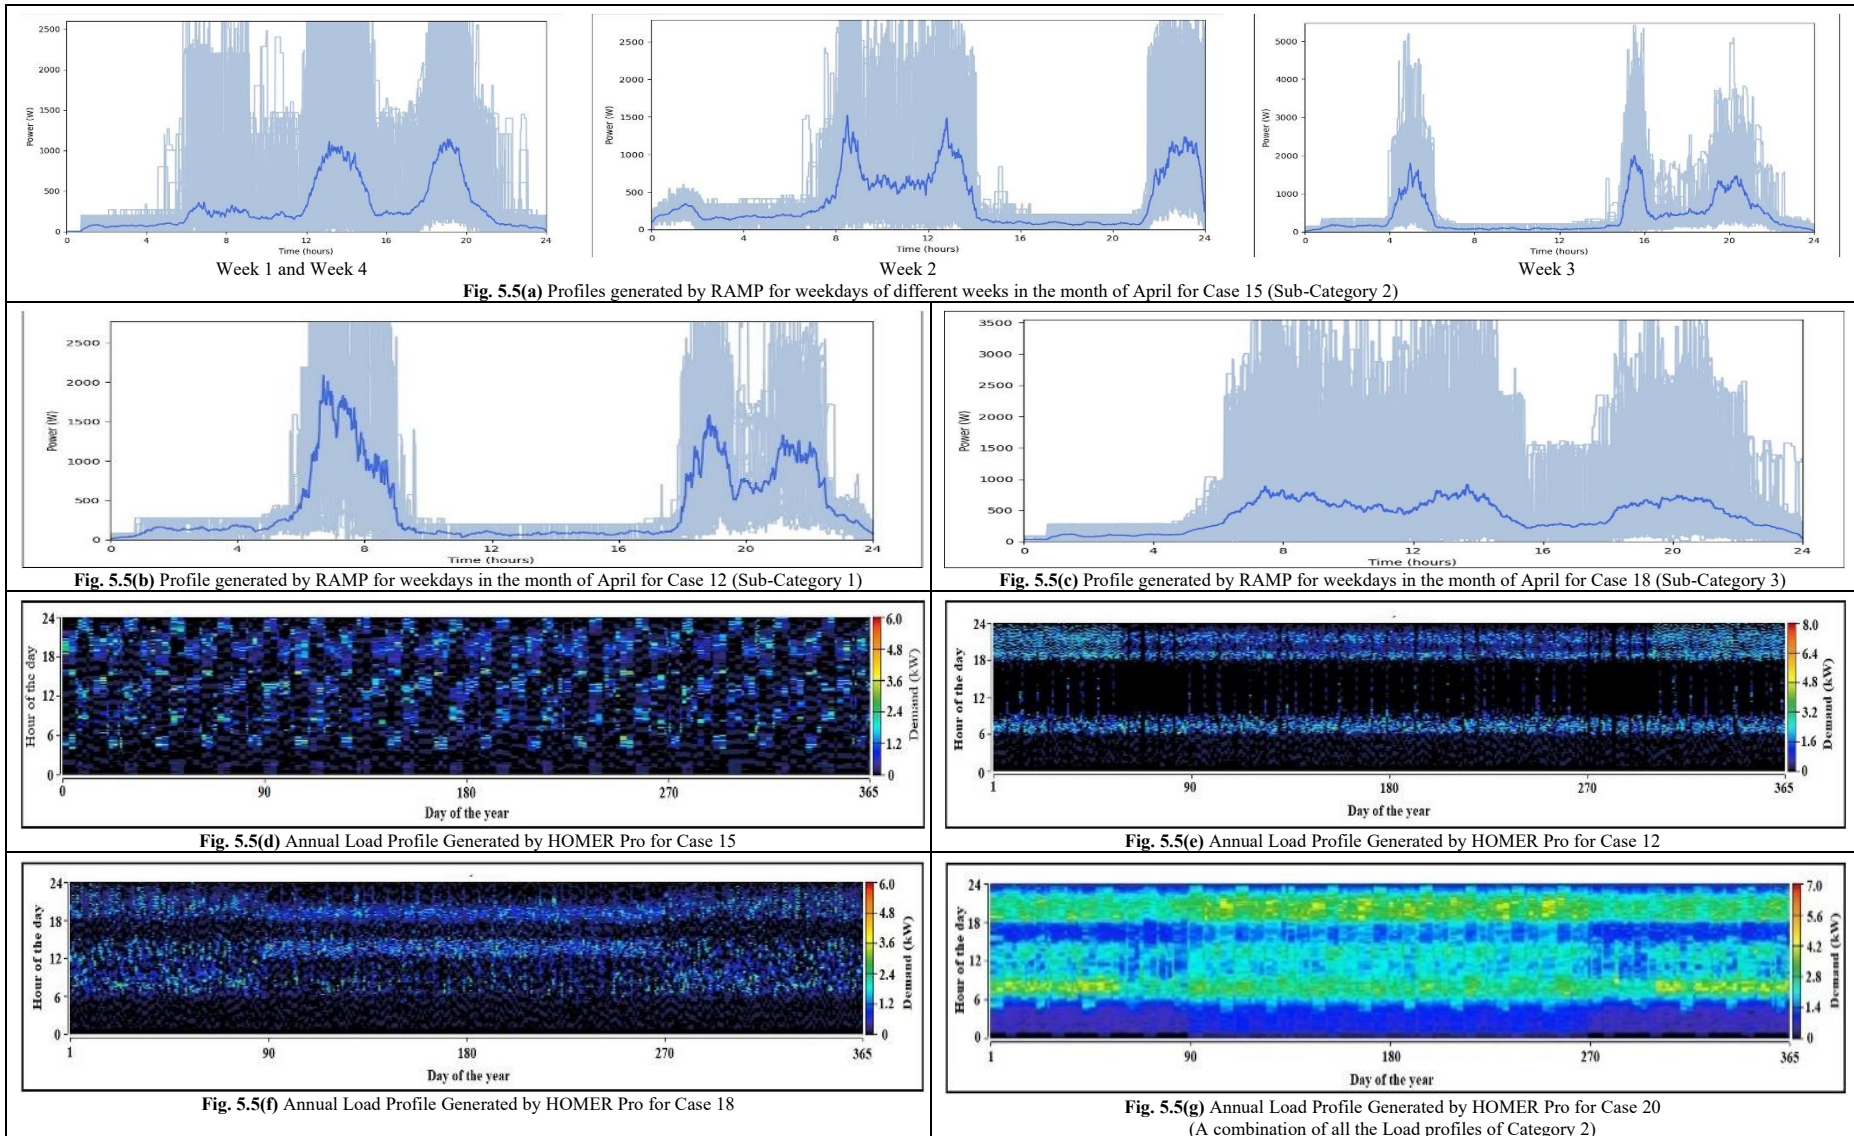 2500
2000
1500
1000
500
0
Power (W)
0 4 8 12 16 20 24
Time (hours)
Week 1 and Week 4
2500
2000
1500
1000
500
0
Power (W)
0 4 8 12 16 20 24
Time (hours)
Week 2
5000
4000
3000
2000
1000
0
Power (W)
0 4 8 12 16 20 24
Time (hours)
Week 3
Fig. 5.5(a) Profiles generated by RAMP for weekdays of different weeks in the month of April for Case 15 (Sub-Category 2)
2500
2000
1500
1000
500
0
Power (W)
0 4 8 12 16 20 24
Time (hours)
Fig. 5.5(b) Profile generated by RAMP for weekdays in the month of April for Case 12 (Sub-Category 1)
3500
3000
2500
2000
1500
1000
500
0
Power (W)
0 4 8 12 16 20 24
Time (hours)
Fig. 5.5(c) Profile generated by RAMP for weekdays in the month of April for Case 18 (Sub-Category 3)
24
18
12
6
0
Hour of the day
0 90 180 270 365
Day of the year
6.0
4.8
3.6
2.4
1.2
0
Demand (kW)
Fig. 5.5(d) Annual Load Profile Generated by HOMER Pro for Case 15
24
18
12
6
0
Hour of the day
1 90 180 270 365
Day of the year
8.0
6.4
4.8
3.2
1.6
0
Demand (kW)
Fig. 5.5(e) Annual Load Profile Generated by HOMER Pro for Case 12
24
18
12
6
0
Hour of the day
1 90 180 270 365
Day of the year
6.0
4.8
3.6
2.4
1.2
0
Demand (kW)
Fig. 5.5(f) Annual Load Profile Generated by HOMER Pro for Case 18
24
18
12
6
0
Hour of the day
1 90 180 270 365
Day of the year
7.0
5.6
4.2
2.8
1.4
0
Demand (kW)
Fig. 5.5(g) Annual Load Profile Generated by HOMER Pro for Case 20
(A combination of all the Load profiles of Category 2)